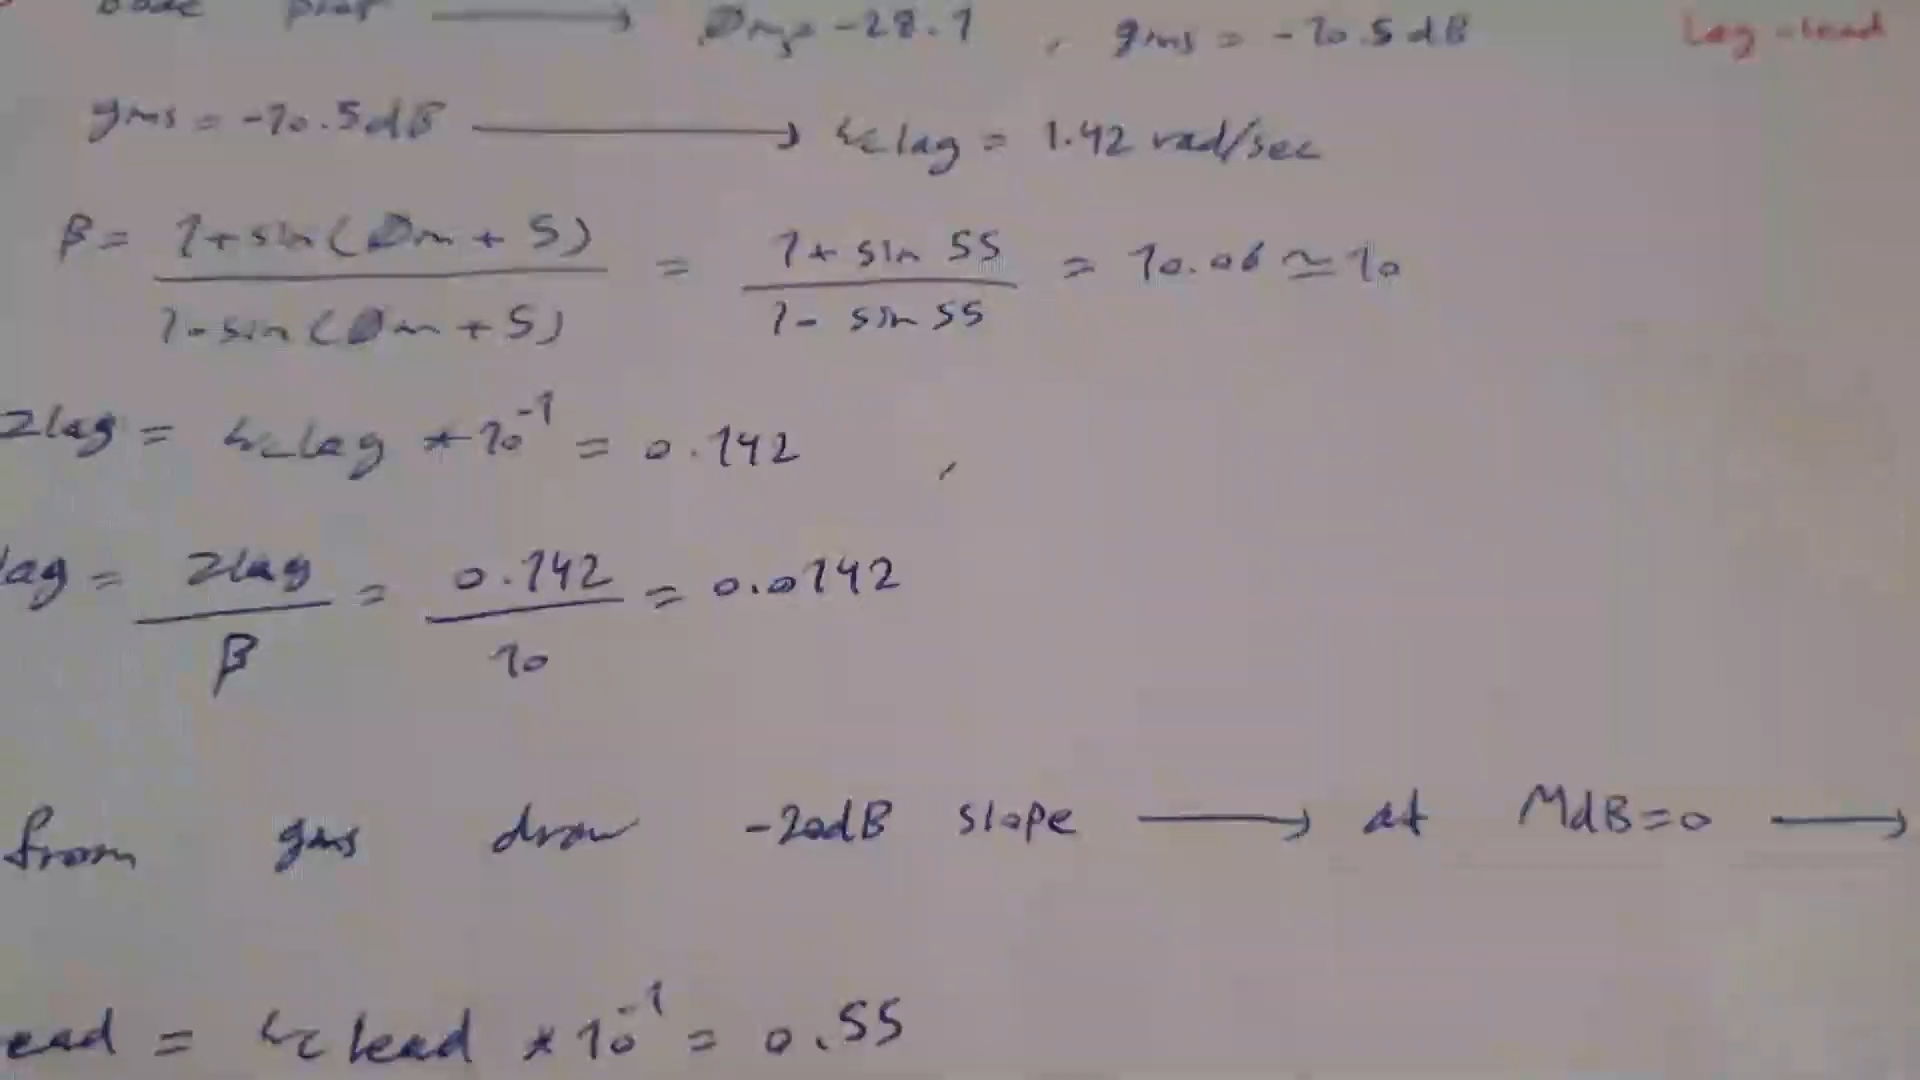 Bode plot → Øms = -28.1 , gms = -10.5 dB Lag-lead
gms = -10.5 dB → ωc lag = 1.42 rad/sec
β = (1 + sin(Øm + 5)) / (1 - sin(Øm + 5)) = (1 + sin 55) / (1 - sin 55) = 10.06 ≃ 10
Zlag = ωc lag * 10^-1 = 0.142 ,
lag = Zlag / β = 0.142 / 10 = 0.0142
from gms draw -20dB slope → at MdB=0 →
ead = ωc lead * 10^-1 = 0.55